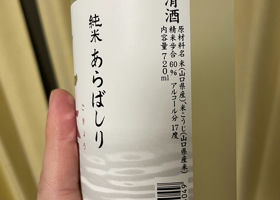 清酒
原材料名 米(山口県産)、米こうじ(山口県産米)
精米歩合 60% アルコール分 17度
内容量 720ml
純米 あらばしり